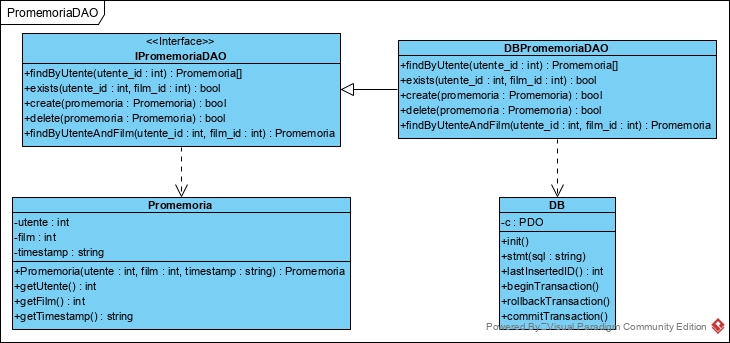 PromemoriaDAO
<<Interface>>
IPromemoriaDAO
+findByUtente(utente_id : int) : Promemoria[]
+exists(utente_id : int, film_id : int) : bool
+create(promemoria : Promemoria) : bool
+delete(promemoria : Promemoria) : bool
+findByUtenteAndFilm(utente_id : int, film_id : int) : Promemoria
DBPromemoriaDAO
+findByUtente(utente_id : int) : Promemoria[]
+exists(utente_id : int, film_id : int) : bool
+create(promemoria : Promemoria) : bool
+delete(promemoria : Promemoria) : bool
+findByUtenteAndFilm(utente_id : int, film_id : int) : Promemoria
Promemoria
-utente : int
-film : int
-timestamp : string
+Promemoria(utente : int, film : int, timestamp : string) : Promemoria
+getUtente() : int
+getFilm() : int
+getTimestamp() : string
DB
-c : PDO
+init()
+stmt(sql : string)
+lastInsertedID() : int
+beginTransaction()
+rollbackTransaction()
+commitTransaction()
Powered By Visual Paradigm Community Edition